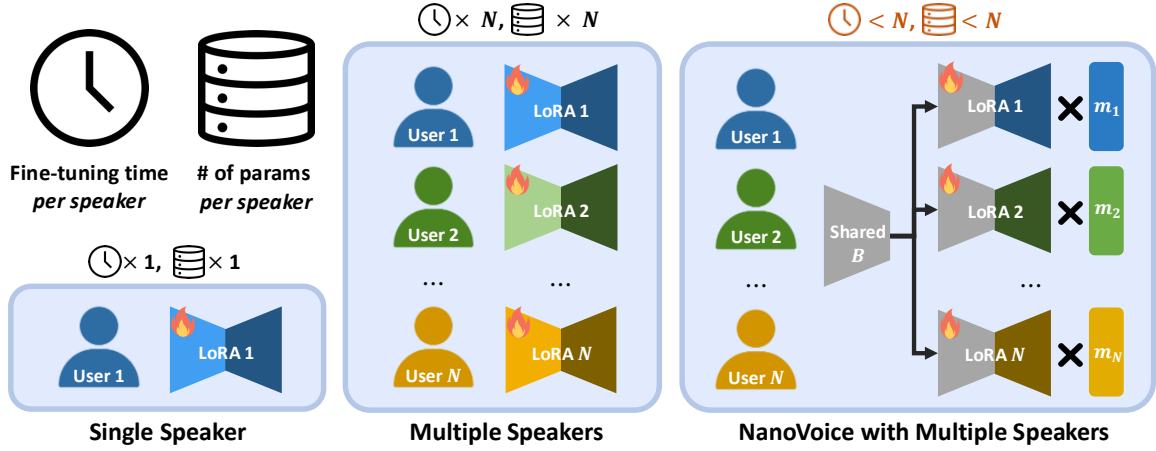 Fine-tuning time
per speaker
# of params
per speaker
× 1, × 1
User 1
LoRA 1
Single Speaker
× N, × N
User 1
LoRA 1
User 2
LoRA 2
...
...
User N
LoRA N
Multiple Speakers
< N, < N
User 1
LoRA 1
× m₁
User 2
Shared
B
LoRA 2
× m₂
...
...
User N
LoRA N
× m_N
NanoVoice with Multiple Speakers